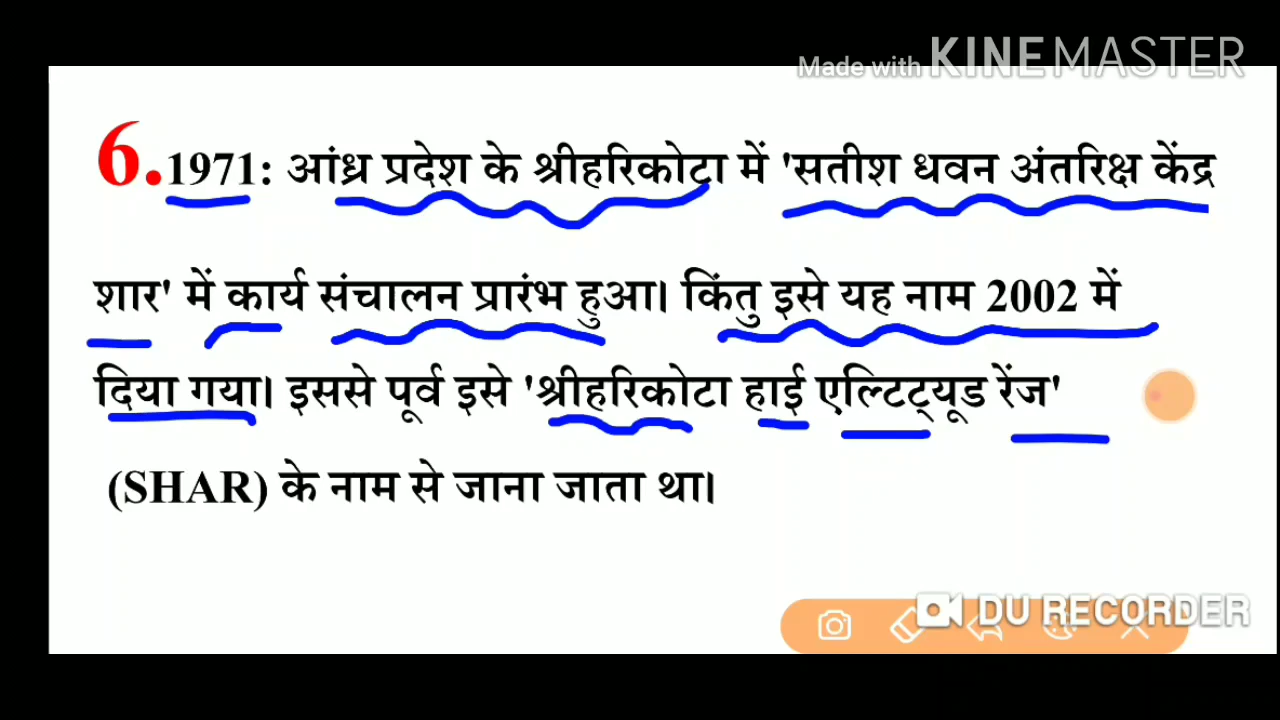 Made with KINEMASTER
6.1971: आंध्र प्रदेश के श्रीहरिकोटा में 'सतीश धवन अंतरिक्ष केंद्र
शार' में कार्य संचालन प्रारंभ हुआ। किंतु इसे यह नाम 2002 में
दिया गया। इससे पूर्व इसे 'श्रीहरिकोटा हाई एल्टिट्यूड रेंज'
(SHAR) के नाम से जाना जाता था।
DU RECORDER